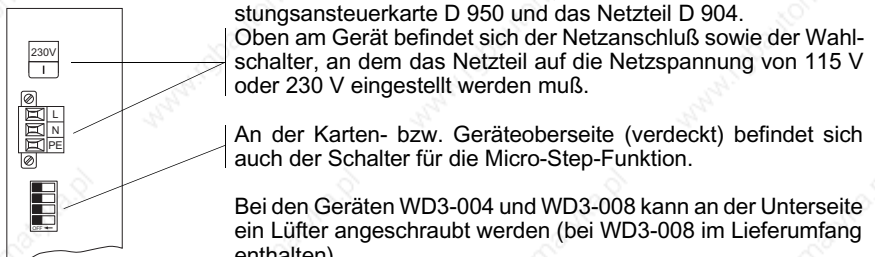 stungsansteuerkarte D 950 und das Netzteil D 904.
Oben am Gerät befindet sich der Netzanschluß sowie der Wahl-
schalter, an dem das Netzteil auf die Netzspannung von 115 V
oder 230 V eingestellt werden muß.
An der Karten- bzw. Geräteoberseite (verdeckt) befindet sich
auch der Schalter für die Micro-Step-Funktion.
Bei den Geräten WD3-004 und WD3-008 kann an der Unterseite
ein Lüfter angeschraubt werden (bei WD3-008 im Lieferumfang
enthalten)
230V
I
L
N
PE
OFF